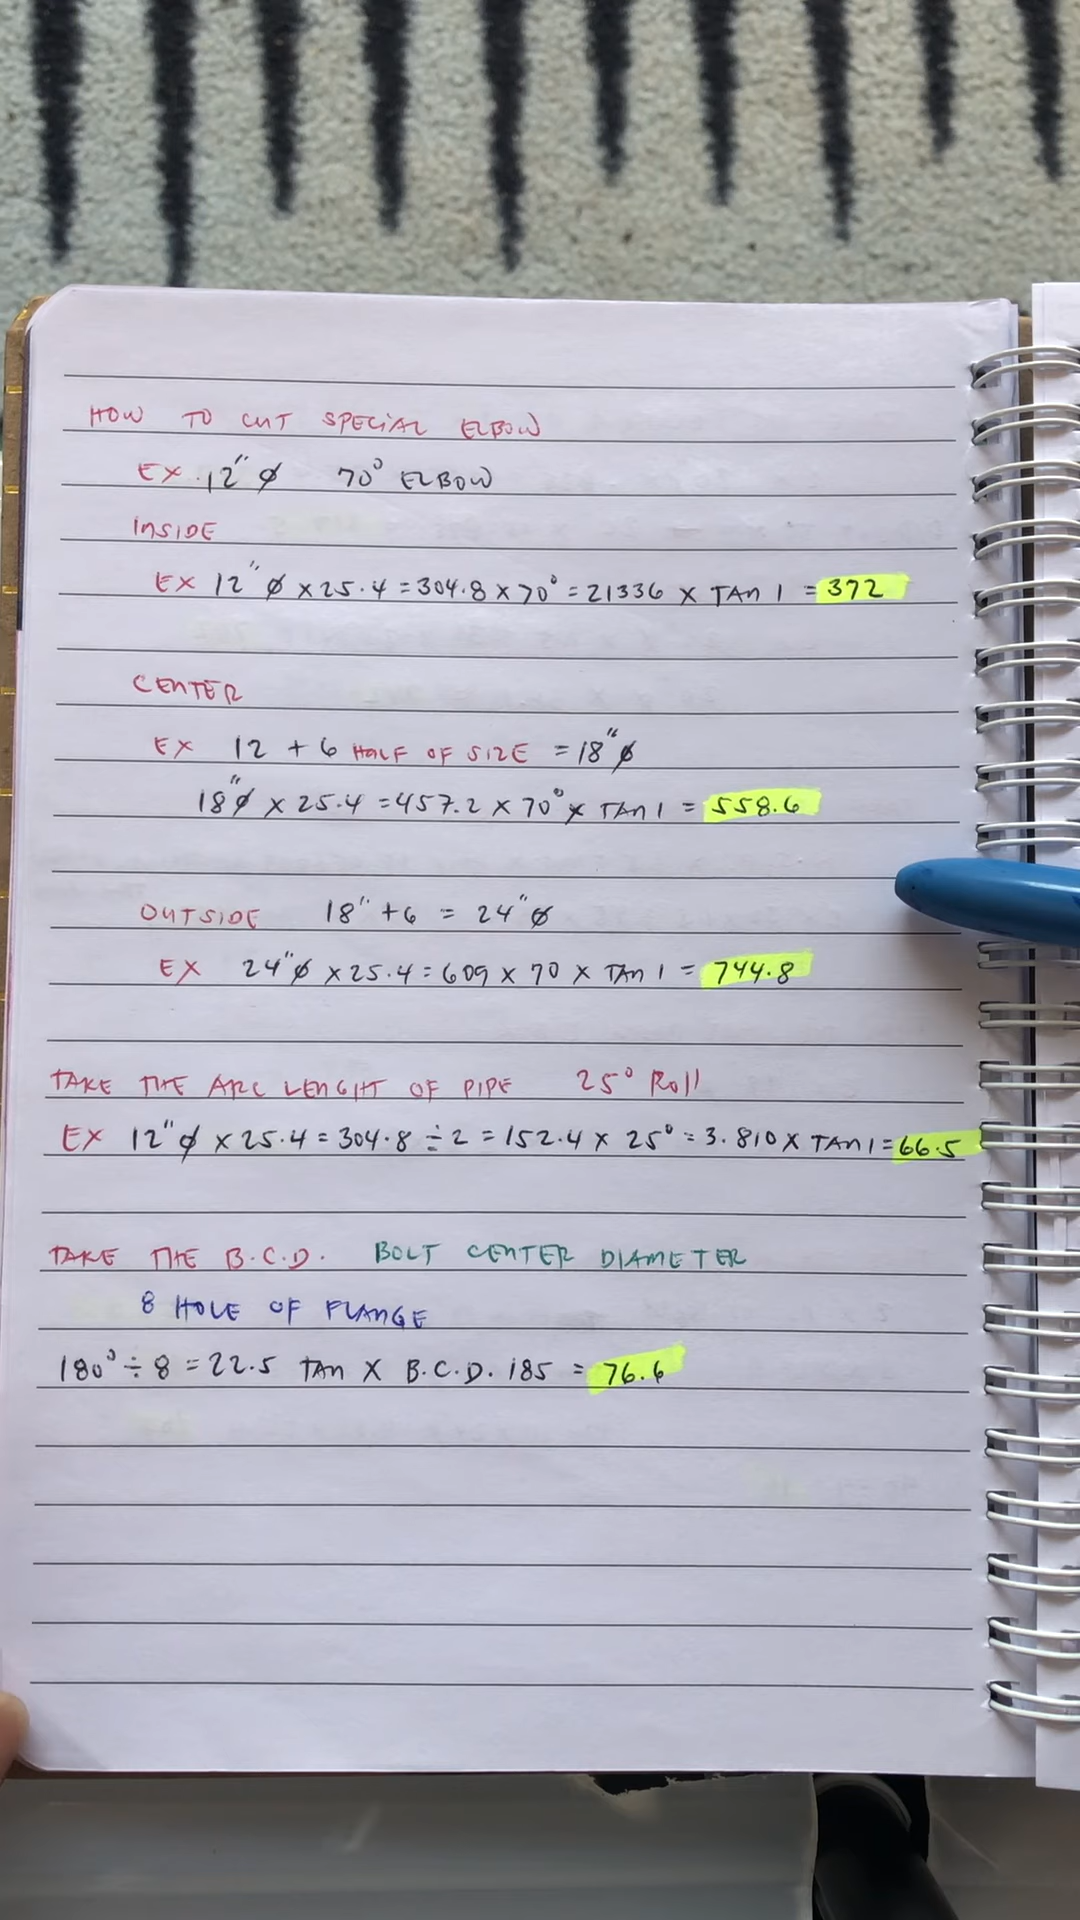 HOW TO CUT SPECIAL ELBOW
EX. 12" Ø 70° ELBOW
INSIDE
EX 12" Ø × 25.4 = 304.8 × 70° = 21336 × TAN 1 = 372
CENTER
EX 12 + 6 HALF OF SIZE = 18" Ø
18" Ø × 25.4 = 457.2 × 70° × TAN 1 = 558.6
OUTSIDE 18" + 6 = 24" Ø
EX 24" Ø × 25.4 = 609 × 70 × TAN 1 = 744.8
TAKE THE ARC LENGHT OF PIPE 25° Roll
EX 12" Ø × 25.4 = 304.8 ÷ 2 = 152.4 × 25° = 3.810 × TAN 1 = 66.5
TAKE THE B.C.D. BOLT CENTER DIAMETER
8 HOLE OF FLANGE
180° ÷ 8 = 22.5 TAN × B.C.D. 185 = 76.6